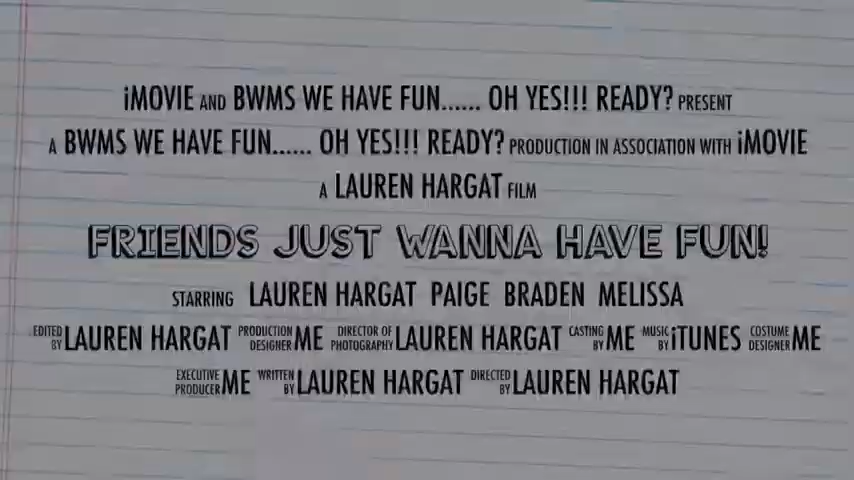 iMOVIE AND BWMS WE HAVE FUN...... OH YES!!! READY? PRESENT
A BWMS WE HAVE FUN...... OH YES!!! READY? PRODUCTION IN ASSOCIATION WITH iMOVIE
A LAUREN HARGAT FILM
FRIENDS JUST WANNA HAVE FUN!
STARRING LAUREN HARGAT PAIGE BRADEN MELISSA
EDITED BY LAUREN HARGAT PRODUCTION DESIGNER ME DIRECTOR OF PHOTOGRAPHY LAUREN HARGAT CASTING BY ME MUSIC BY iTUNES COSTUME DESIGNER ME
EXECUTIVE PRODUCER ME WRITTEN BY LAUREN HARGAT DIRECTED BY LAUREN HARGAT